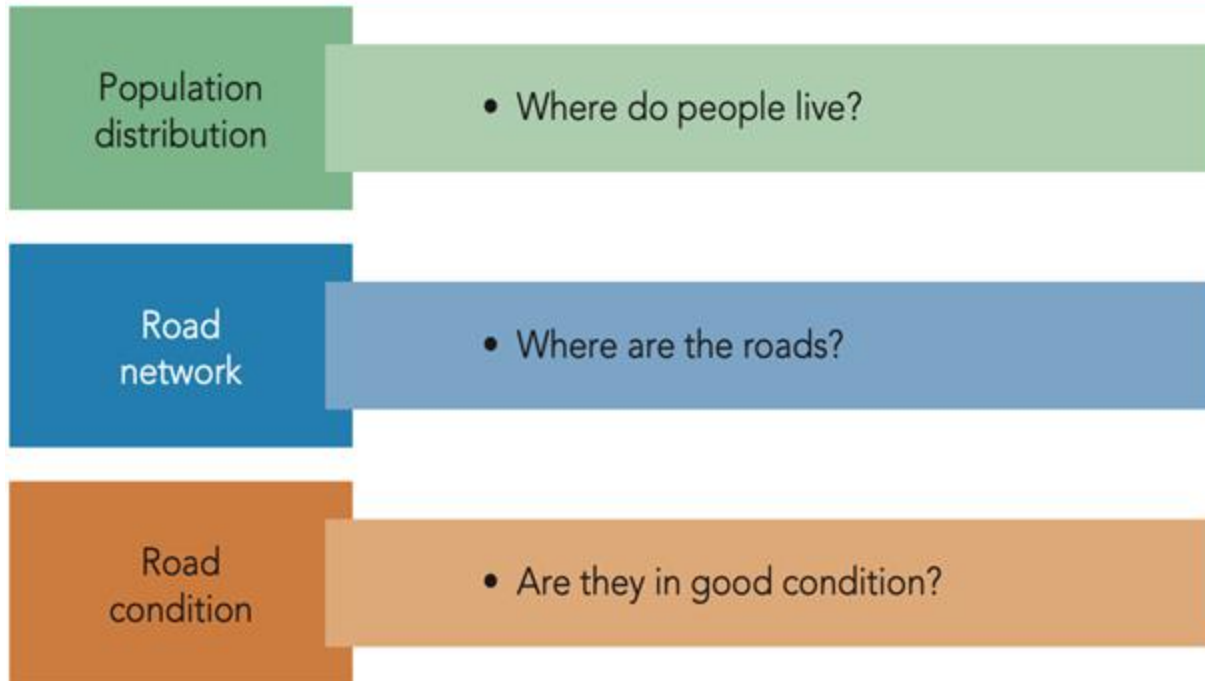 Population
distribution
• Where do people live?
Road
network
• Where are the roads?
Road
condition
• Are they in good condition?